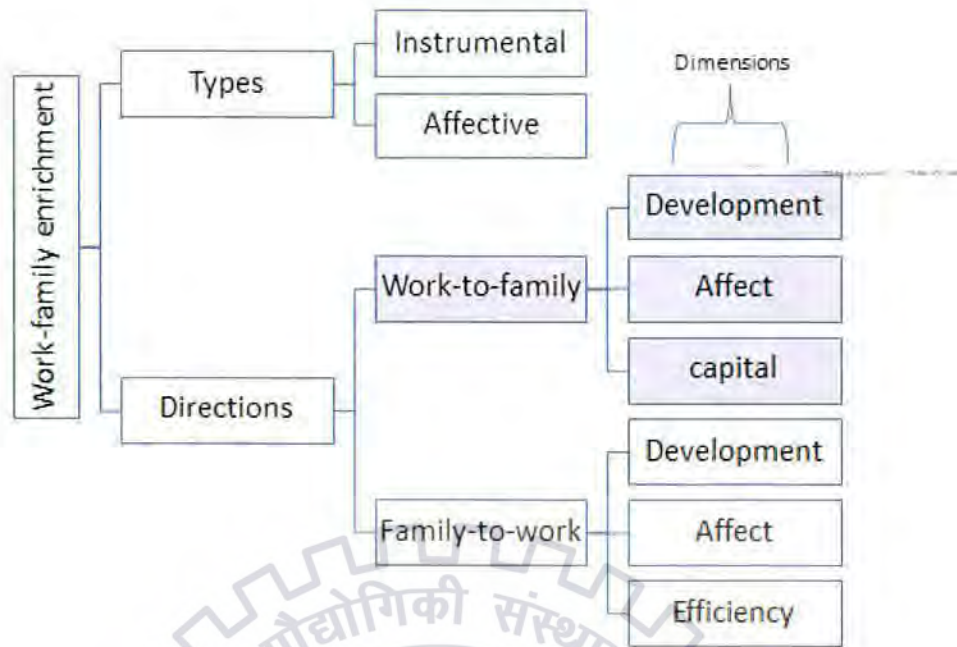 Work-family enrichment
Types
Instrumental
Affective
Dimensions
Directions
Work-to-family
Development
Affect
capital
Family-to-work
Development
Affect
Efficiency
संस्था